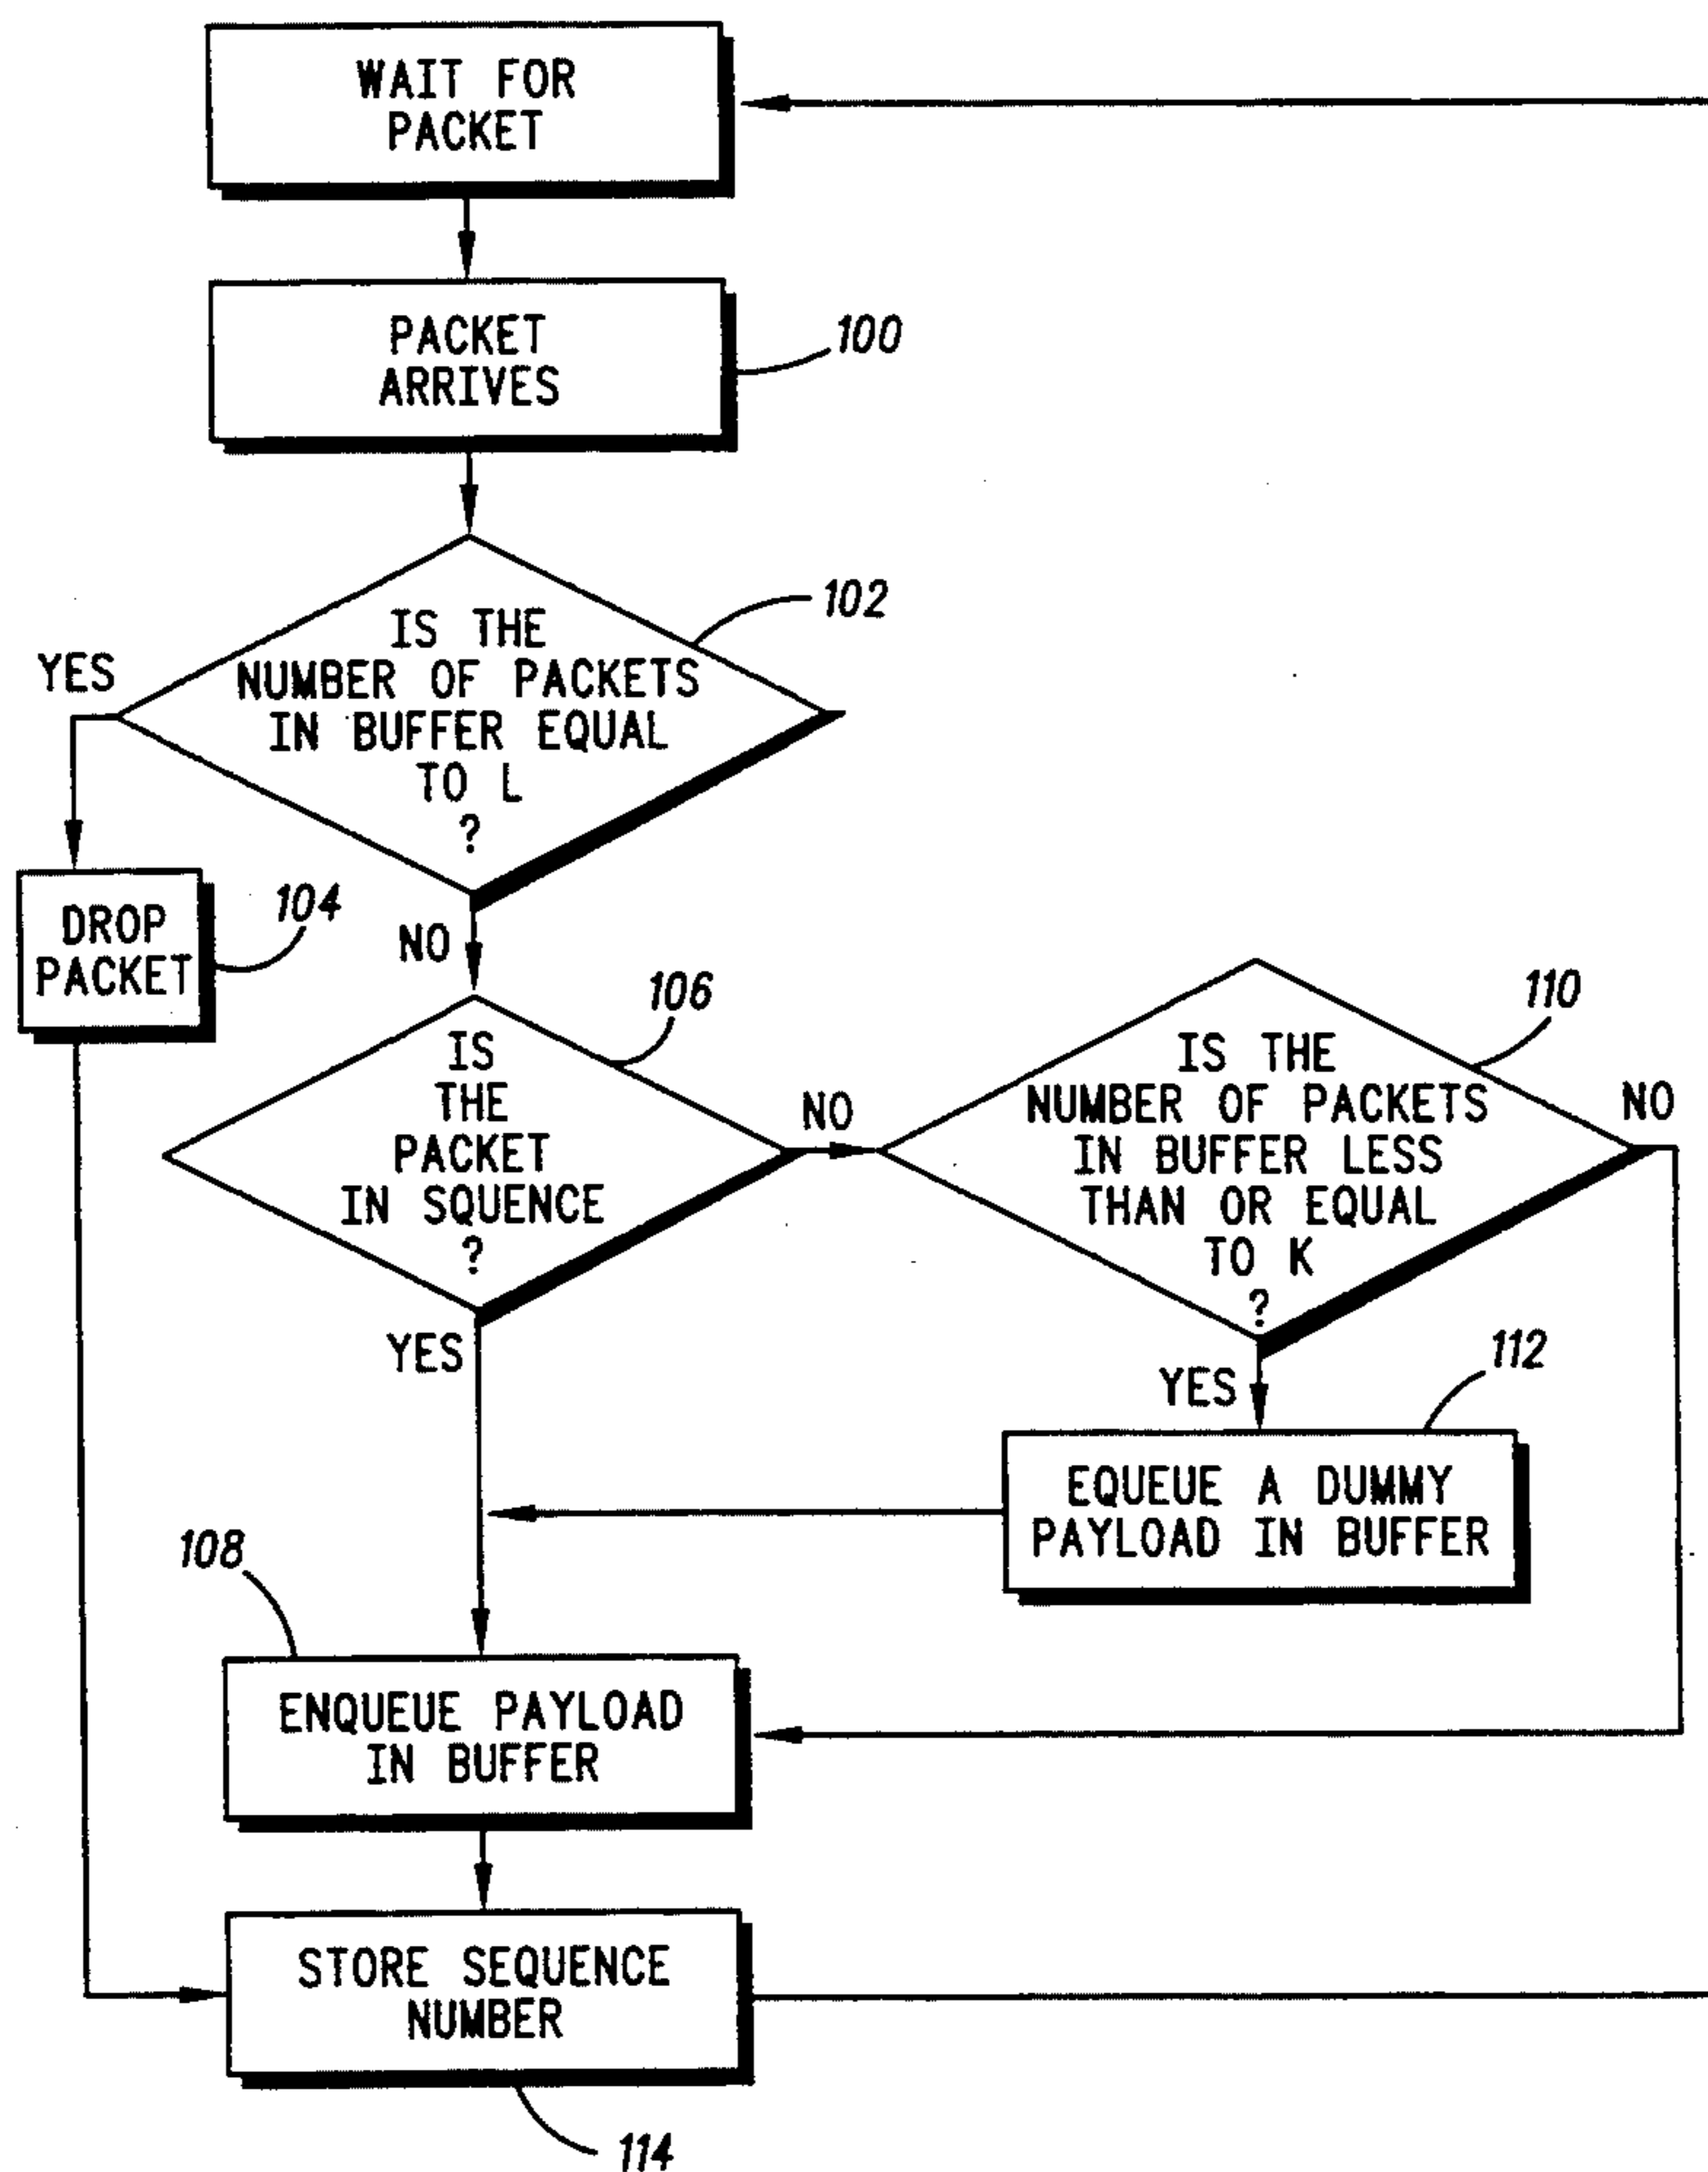 WAIT FOR
PACKET
PACKET
ARRIVES
100
IS THE
NUMBER OF PACKETS
IN BUFFER EQUAL
TO L
?
102
YES
DROP
PACKET
104
NO
IS
THE
PACKET
IN SQUENCE
?
106
NO
IS THE
NUMBER OF PACKETS
IN BUFFER LESS
THAN OR EQUAL
TO K
?
110
NO
YES
YES
112
EQUEUE A DUMMY
PAYLOAD IN BUFFER
108
ENQUEUE PAYLOAD
IN BUFFER
STORE SEQUENCE
NUMBER
114